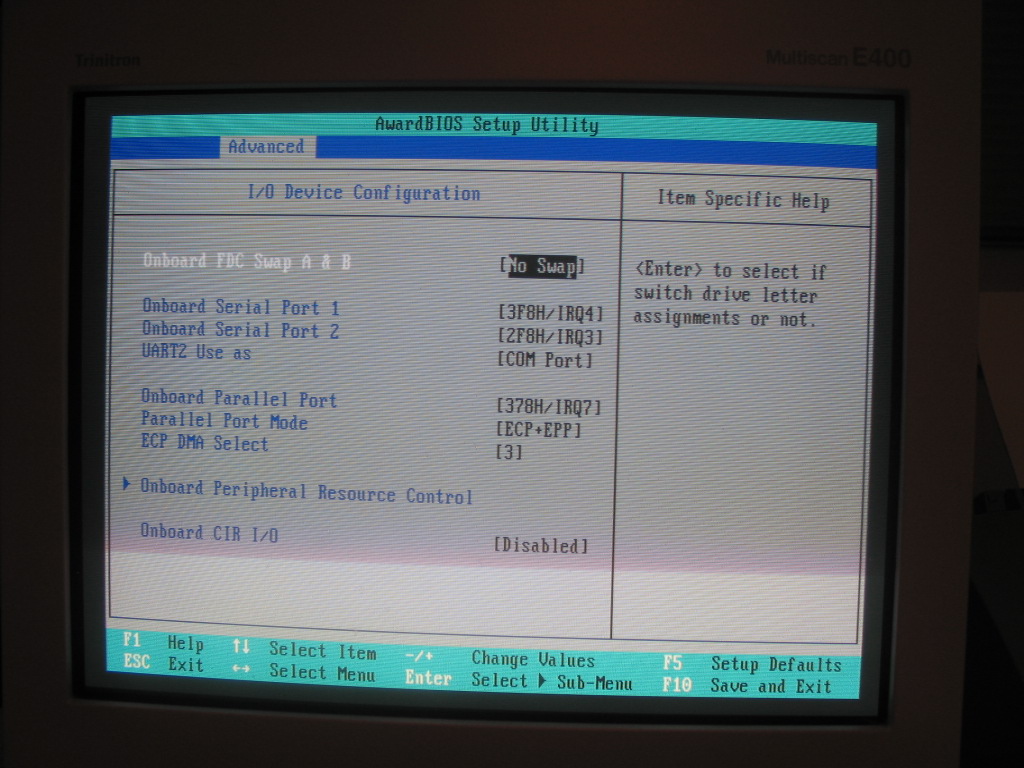 Trinitron
Multiscan E400
AwardBIOS Setup Utility
Advanced
I/O Device Configuration
Item Specific Help
Onboard FDC Swap A & B [No Swap]
<Enter> to select if
switch drive letter
assignments or not.
Onboard Serial Port 1 [3F8H/IRQ4]
Onboard Serial Port 2 [2F8H/IRQ3]
UART2 Use as [COM Port]
Onboard Parallel Port [378H/IRQ7]
Parallel Port Mode [ECP+EPP]
ECP DMA Select [3]
Onboard Peripheral Resource Control
Onboard CIR I/O [Disabled]
F1 Help ↑↓ Select Item -/+ Change Values F5 Setup Defaults
ESC Exit ↔ Select Menu Enter Select ▶ Sub-Menu F10 Save and Exit